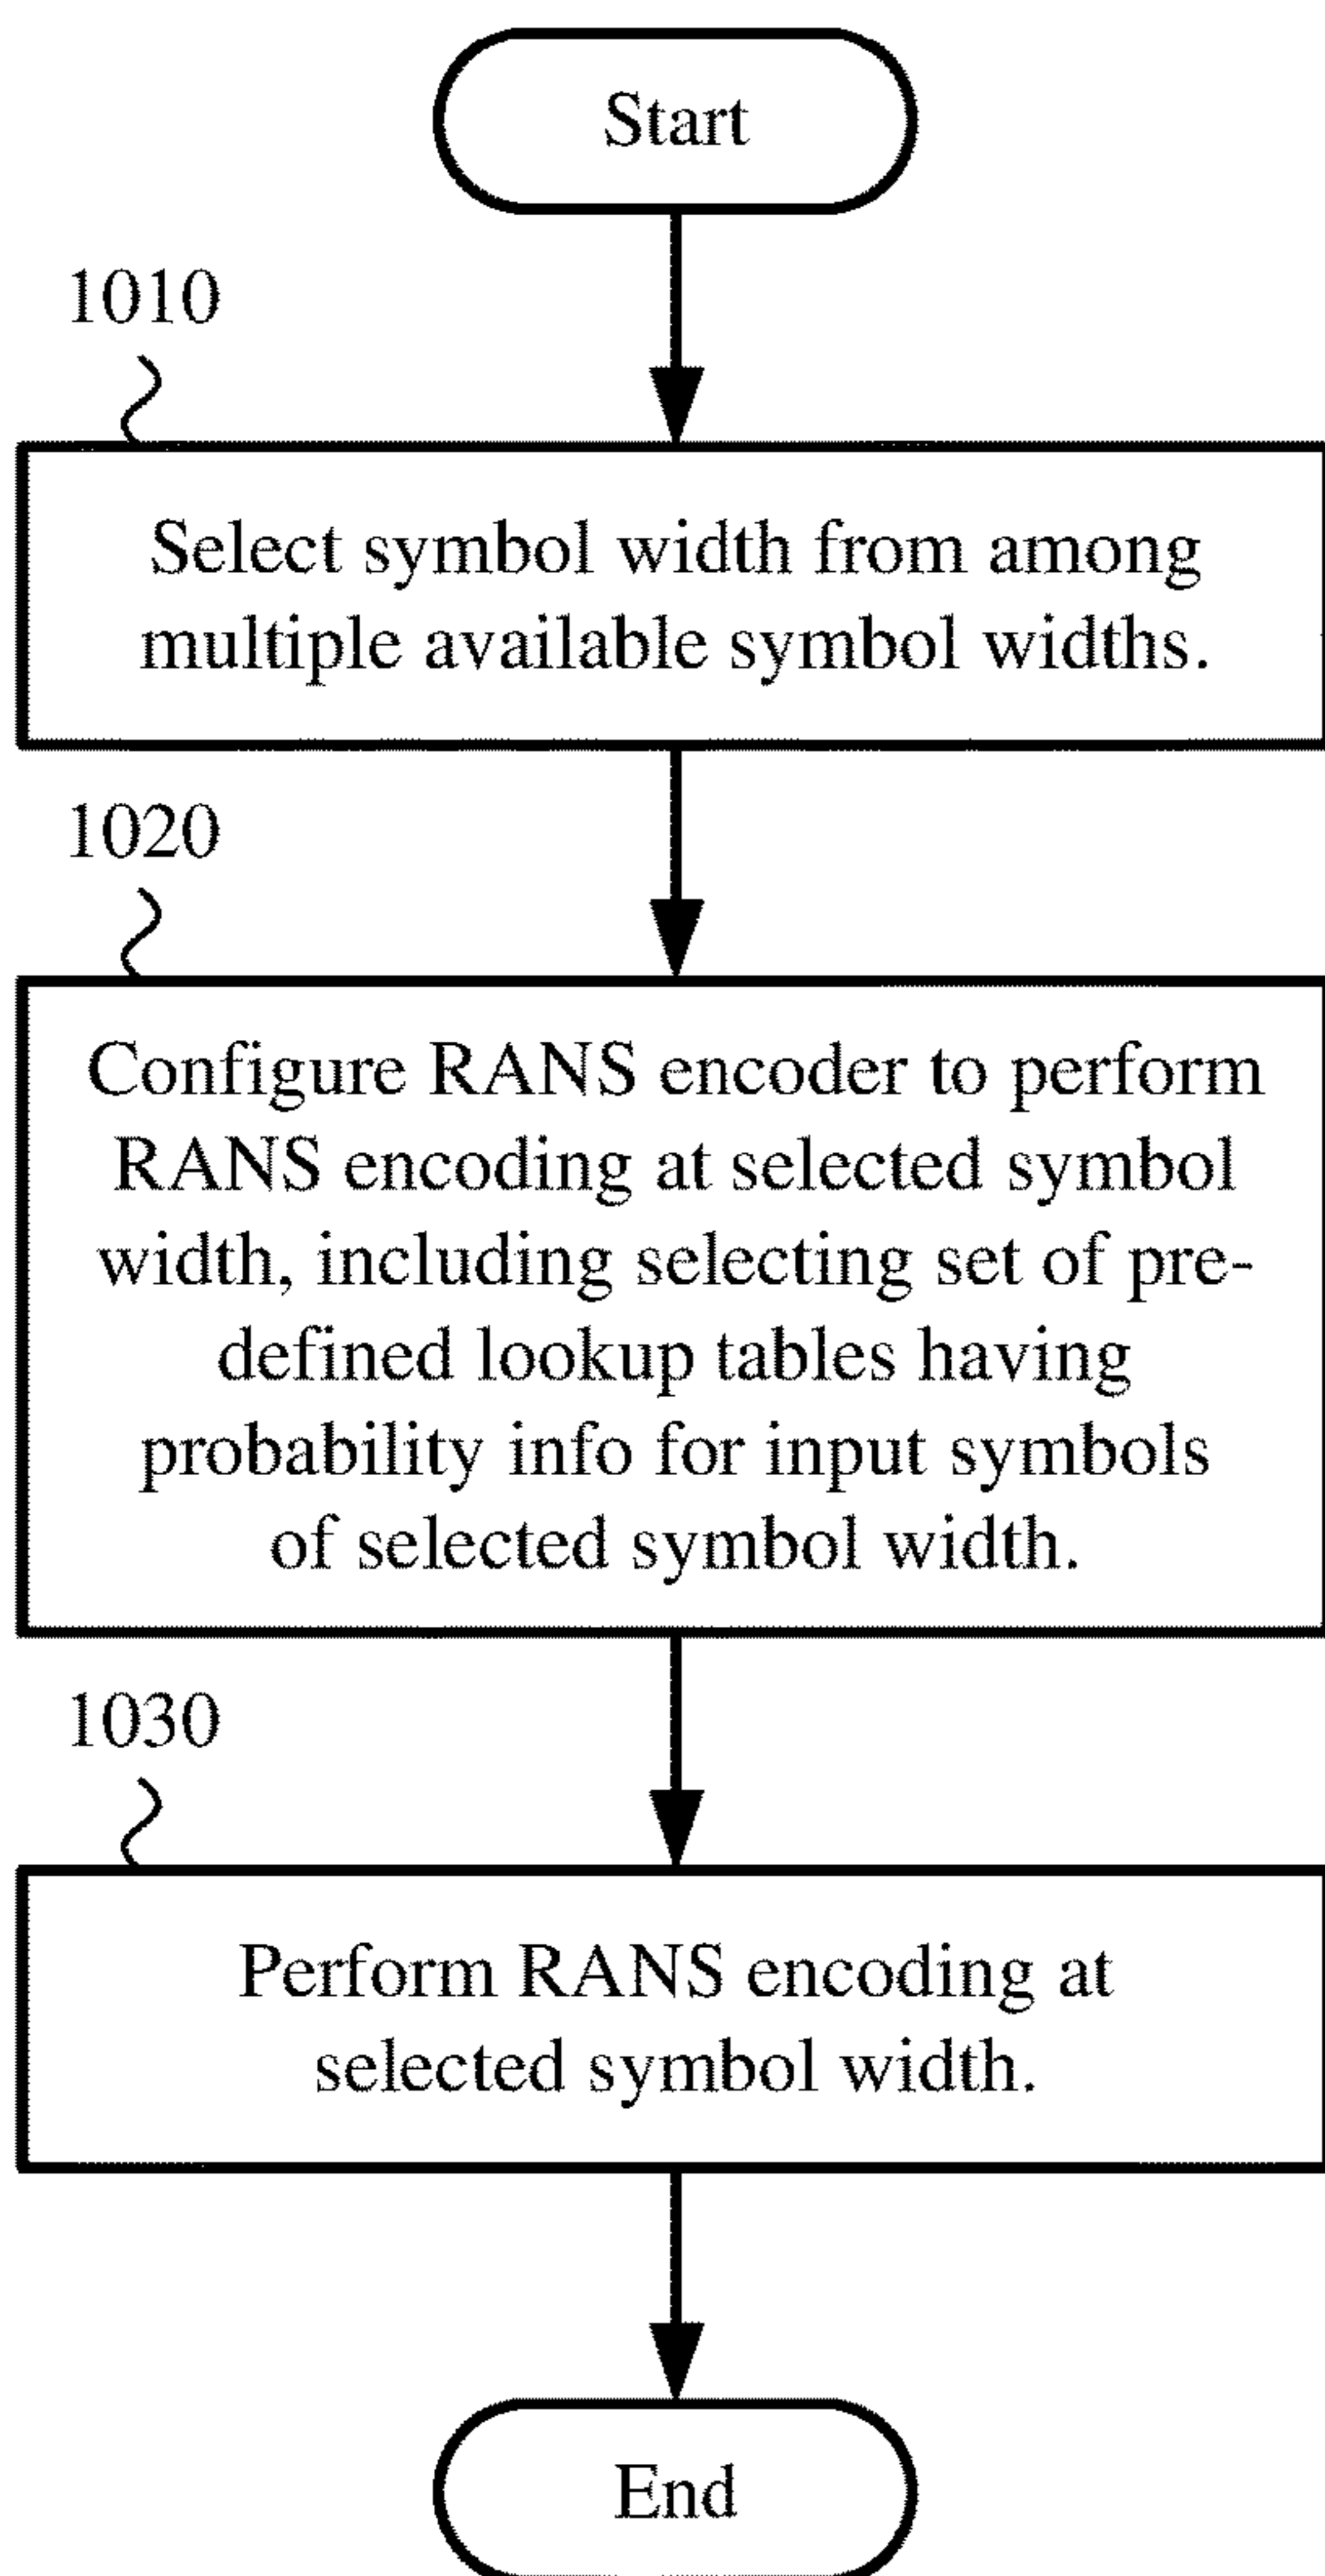 Start
1010
Select symbol width from among
multiple available symbol widths.
1020
Configure RANS encoder to perform
RANS encoding at selected symbol
width, including selecting set of pre-
defined lookup tables having
probability info for input symbols
of selected symbol width.
1030
Perform RANS encoding at
selected symbol width.
End